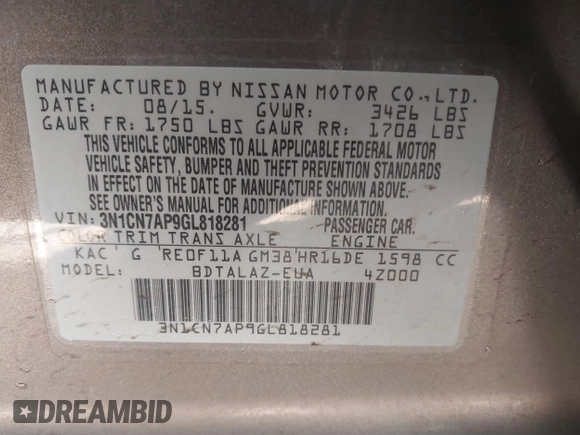 MANUFACTURED BY NISSAN MOTOR CO.,LTD.
DATE: 08/15. GVWR: 3426 LBS
GAWR FR: 1750 LBS GAWR RR: 1708 LBS
THIS VEHICLE CONFORMS TO ALL APPLICABLE FEDERAL MOTOR
VEHICLE SAFETY, BUMPER AND THEFT PREVENTION STANDARDS
IN EFFECT ON THE DATE OF MANUFACTURE SHOWN ABOVE.
SEE OWNER'S MANUAL FOR ADDITIONAL INFORMATION.
VIN: 3N1CN7AP9GL818281 PASSENGER CAR.
COLOR TRIM TRANS AXLE ENGINE
KAC G RE0F11A GM38 HR16DE 1598 CC
MODEL: BDTALAZ-EUA 4Z000
3N1CN7AP9GL818281
DREAMBID